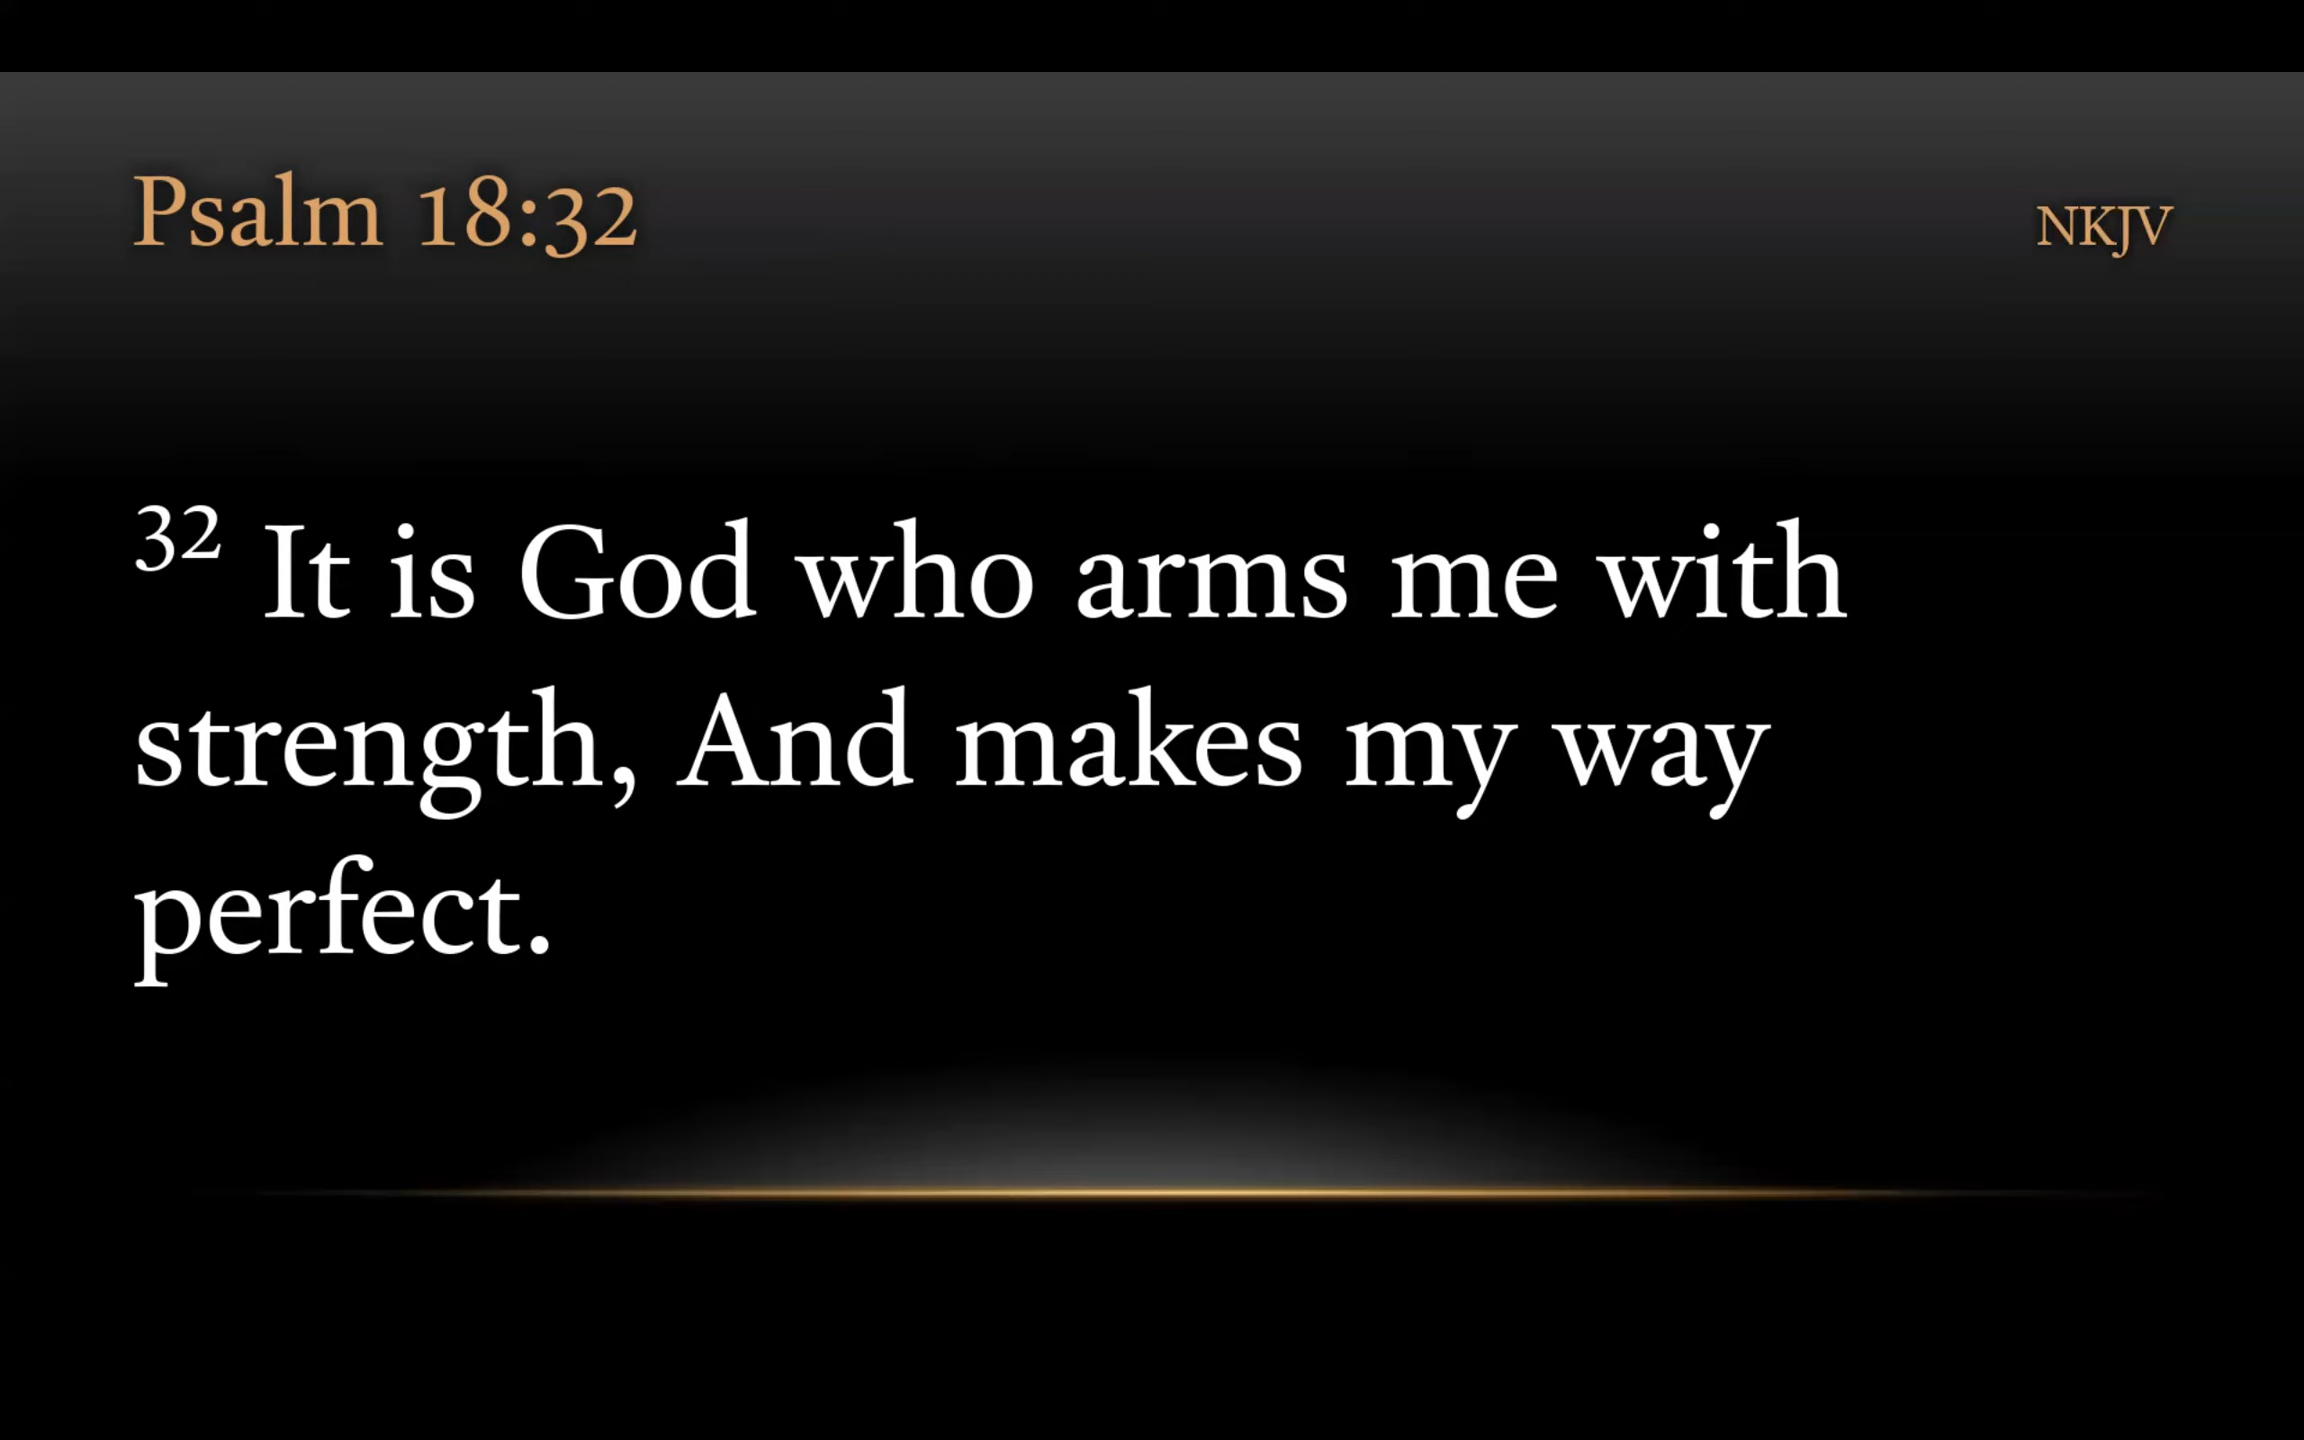 Psalm 18:32
NKJV
32 It is God who arms me with
strength, And makes my way
perfect.